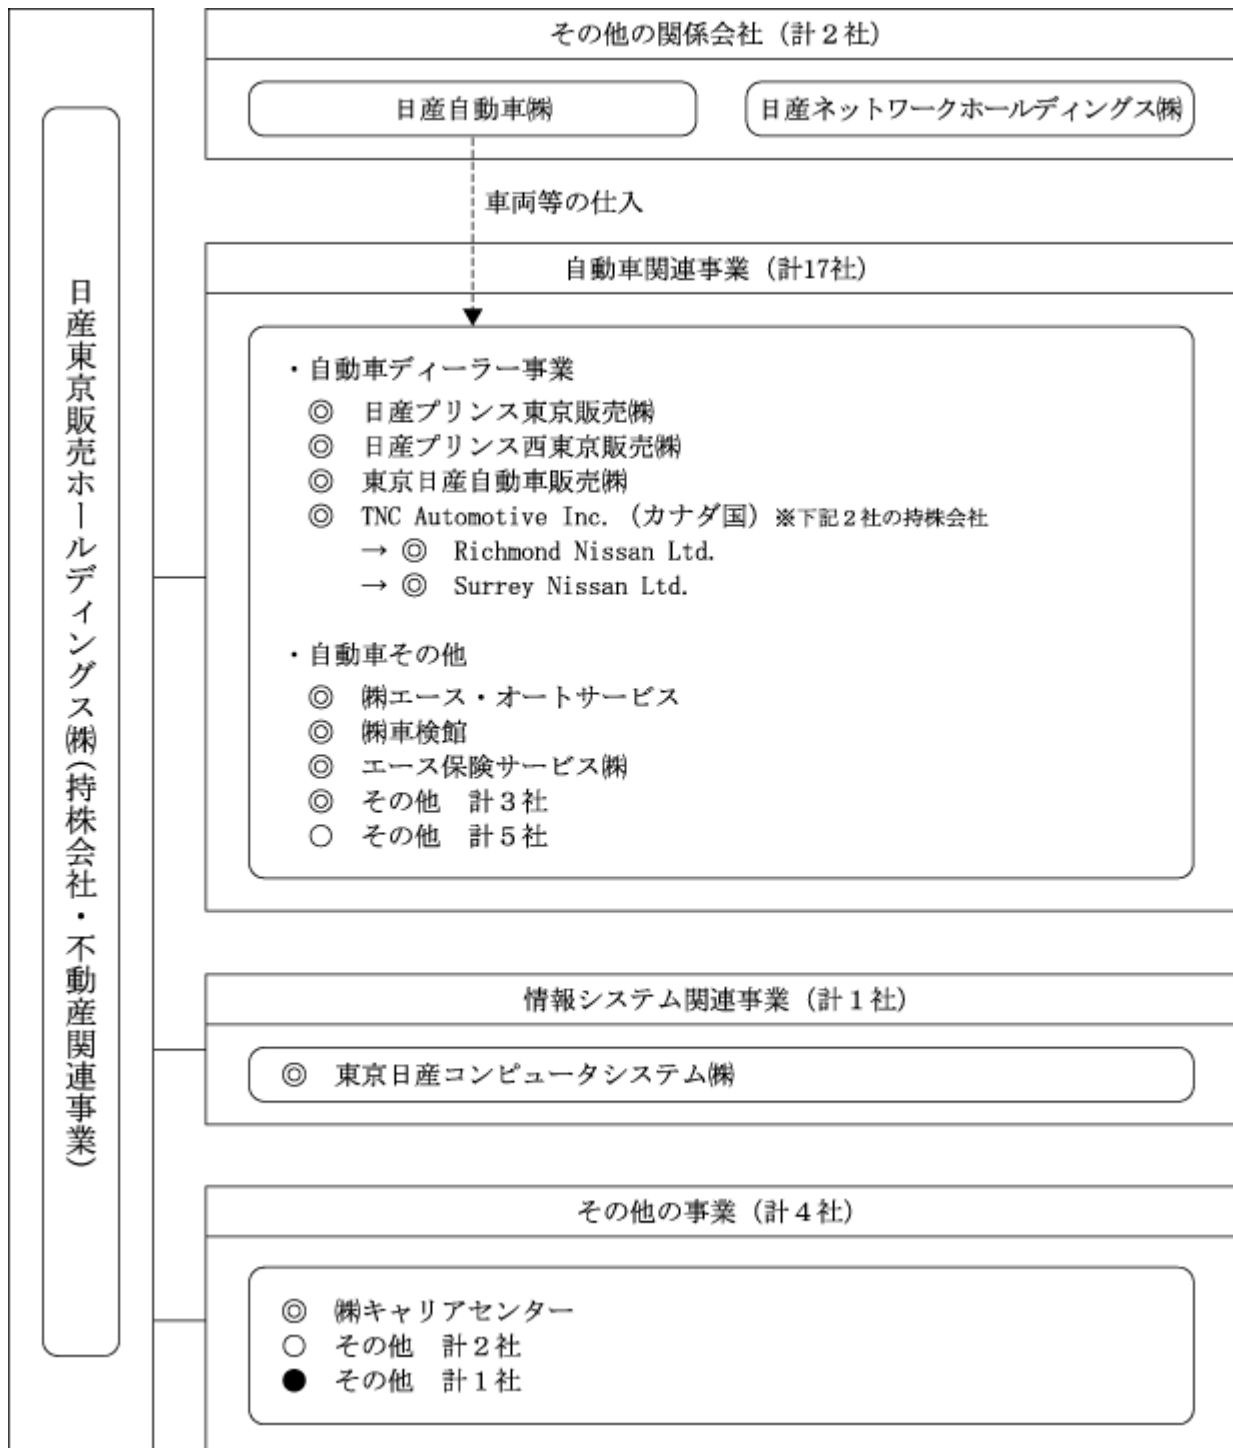 日産東京販売ホールディングス㈱(持株会社・不動産関連事業)
その他の関係会社（計２社）
日産自動車㈱
日産ネットワークホールディングス㈱
車両等の仕入
自動車関連事業（計17社）
・自動車ディーラー事業
◎ 日産プリンス東京販売㈱
◎ 日産プリンス西東京販売㈱
◎ 東京日産自動車販売㈱
◎ TNC Automotive Inc.（カナダ国）※下記２社の持株会社
→ ◎ Richmond Nissan Ltd.
→ ◎ Surrey Nissan Ltd.
・自動車その他
◎ ㈱エース・オートサービス
◎ ㈱車検館
◎ エース保険サービス㈱
◎ その他 計３社
○ その他 計５社
情報システム関連事業（計１社）
◎ 東京日産コンピュータシステム㈱
その他の事業（計４社）
◎ ㈱キャリアセンター
○ その他 計２社
● その他 計１社